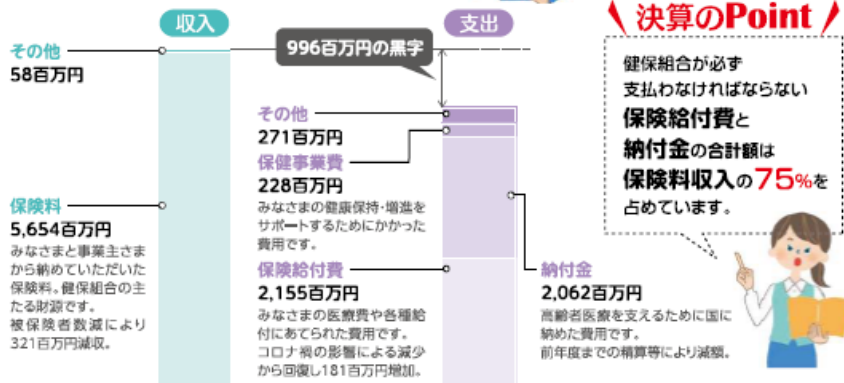 収入
その他
58百万円
保険料
5,654百万円
みなさまと事業主さま
から納めていただいた
保険料。健保組合の主
たる財源です。
被保険者数減により
321百万円減収。
996百万円の黒字
支出
その他
271百万円
保健事業費
228百万円
みなさまの健康保持・増進を
サポートするためにかかった
費用です。
保険給付費
2,155百万円
みなさまの医療費や各種給
付にあてられた費用です。
コロナ禍の影響による減少
から回復し181百万円増加。
納付金
2,062百万円
高齢者医療を支えるために国に
納めた費用です。
前年度までの精算等により減額。
決算のPoint
健保組合が必ず
支払わなければならない
保険給付費と
納付金の合計額は
保険料収入の75%を
占めています。